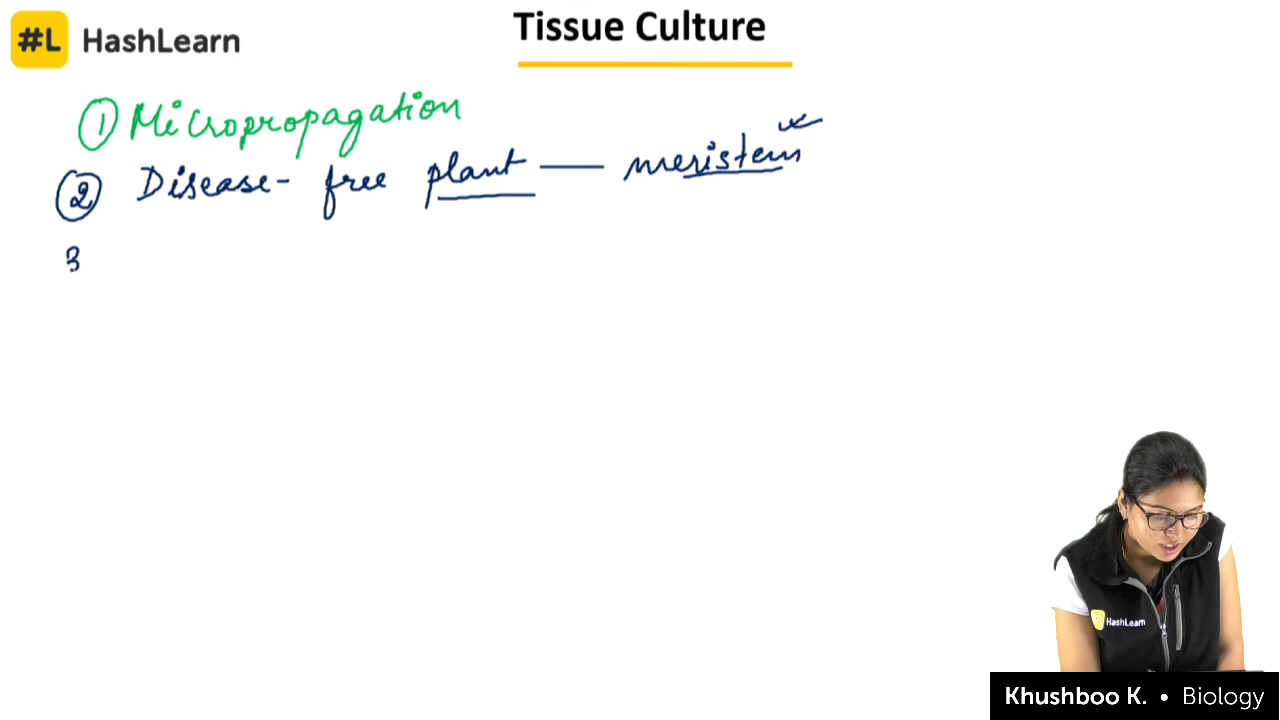 #L HashLearn
Tissue Culture
① Micropropagation
② Disease- free plant — meristem
3
HashLearn
Khushboo K. • Biology